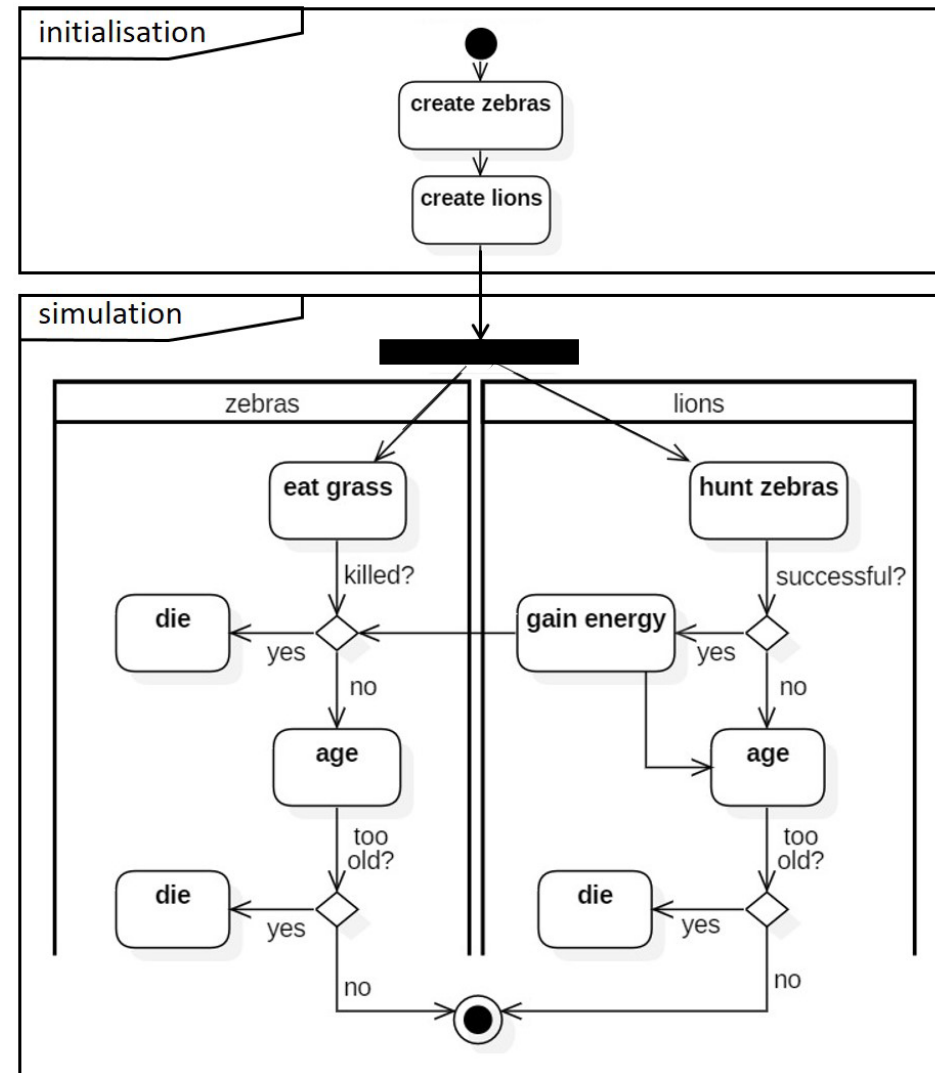 initialisation
create zebras
create lions
simulation
zebras
lions
eat grass
hunt zebras
killed?
successful?
die
gain energy
yes
yes
no
no
age
age
too
old?
too
old?
die
die
yes
yes
no
no